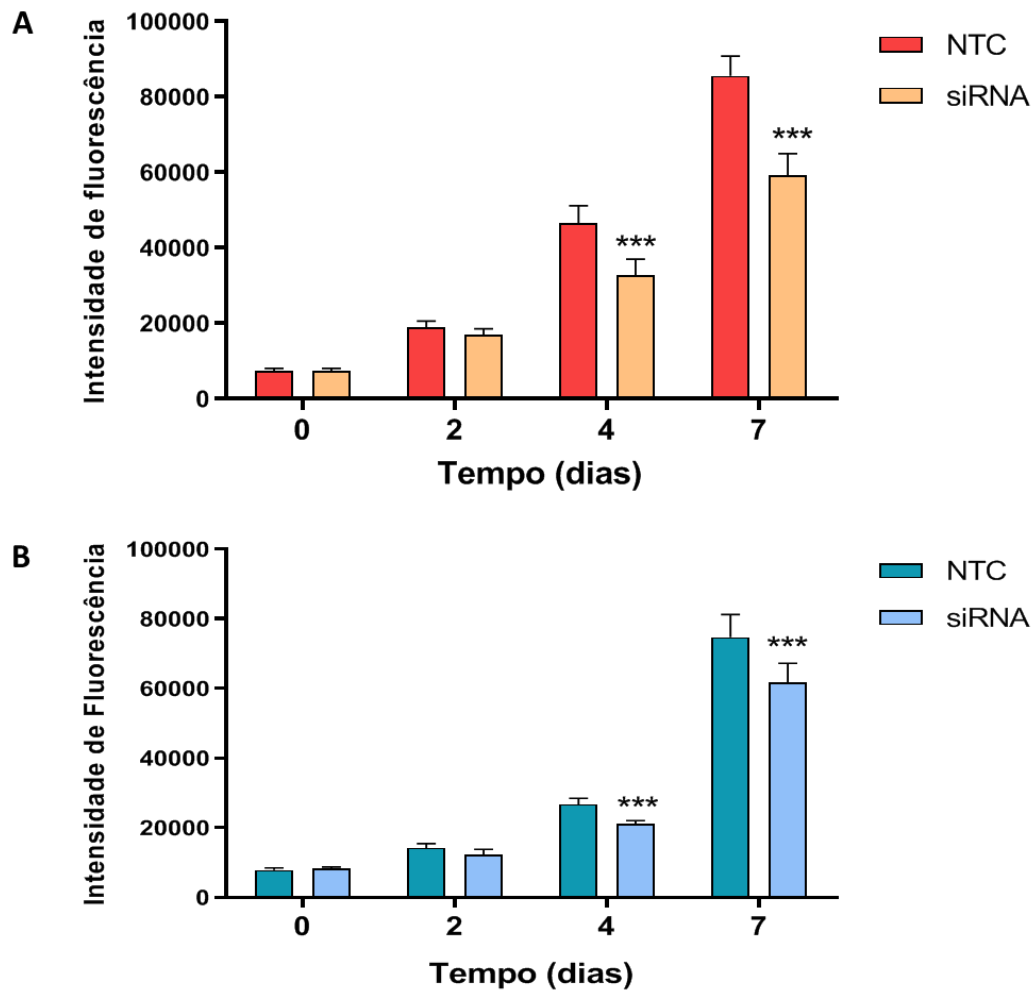 A
Intensidade de fluorescência
100000
80000
60000
40000
20000
0
***
***
NTC
siRNA
0 2 4 7
Tempo (dias)
B
Intensidade de Fluorescência
100000
80000
60000
40000
20000
0
***
***
NTC
siRNA
0 2 4 7
Tempo (dias)